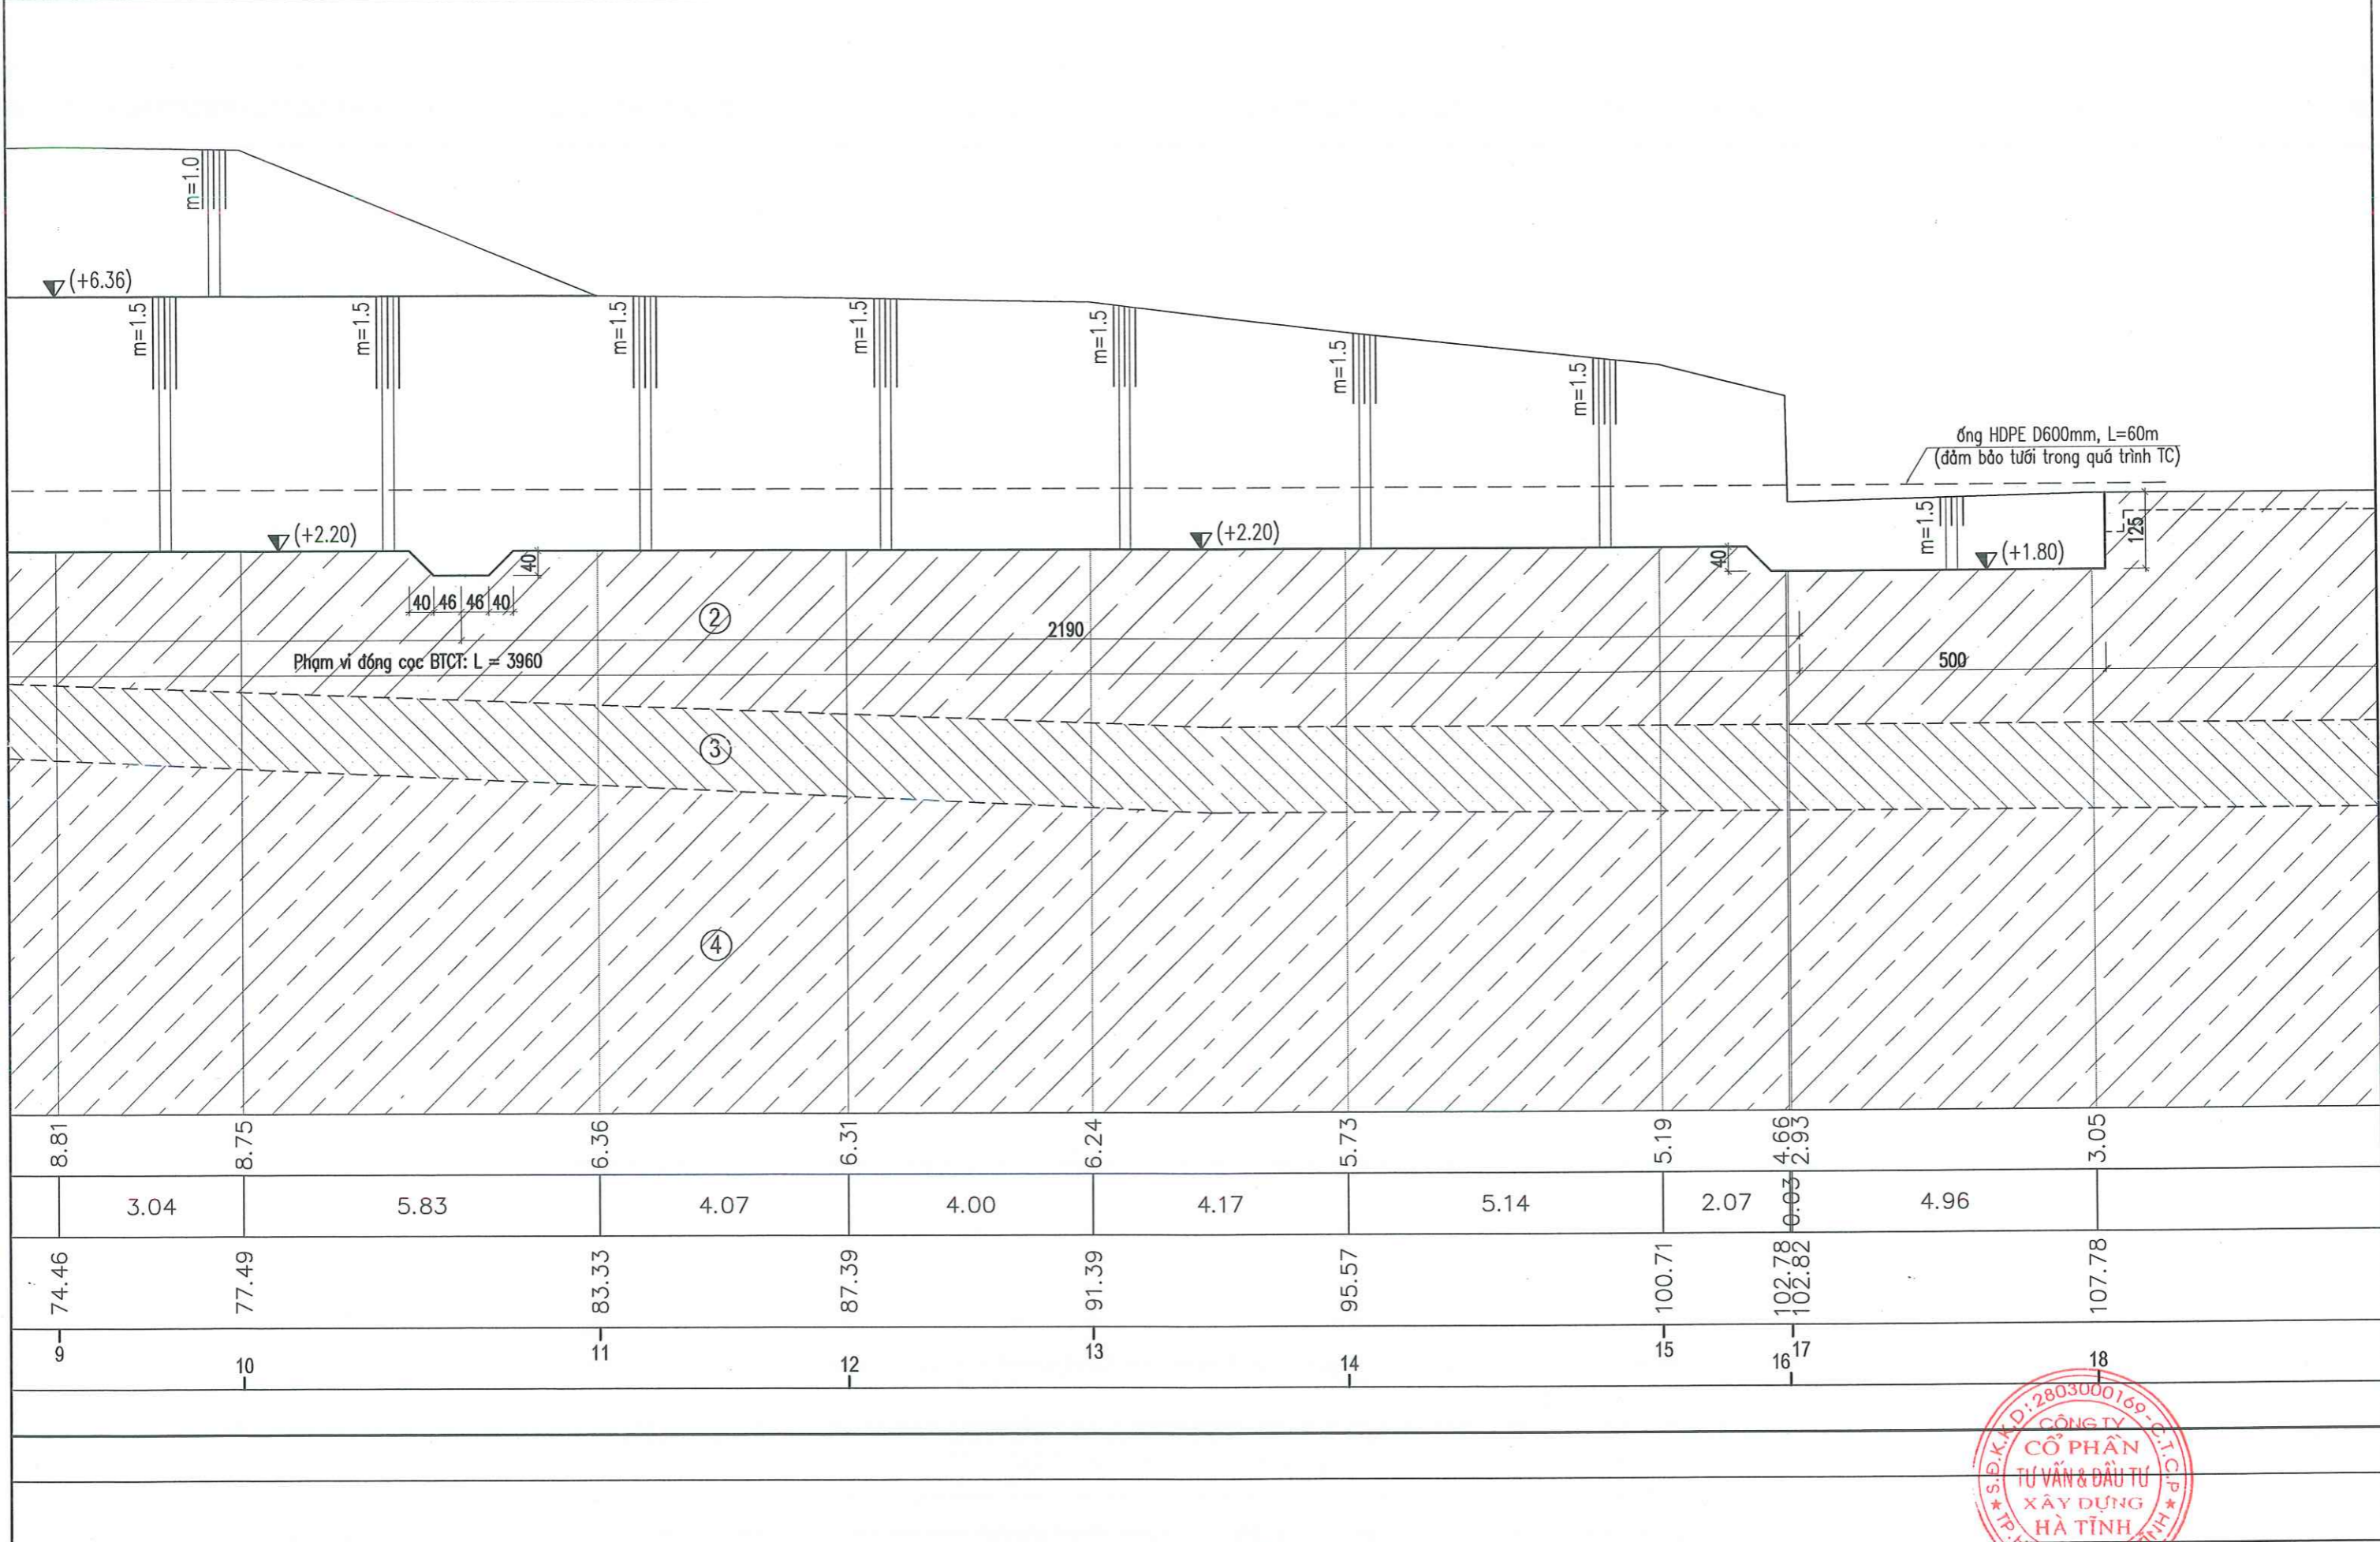 m=1.0
(+6.36)
m=1.5
m=1.5
m=1.5
m=1.5
m=1.5
m=1.5
m=1.5
ống HDPE D600mm, L=60m
(đảm bảo tưới trong quá trình TC)
(+2.20)
(+2.20)
m=1.5
(+1.80)
125
40
40
40 46 46 40
2
2190
Phạm vi đóng cọc BTCT: L = 3960
500
3
4
8.81 8.75 6.36 6.31 6.24 5.73 5.19 4.66 2.93 3.05
3.04 5.83 4.07 4.00 4.17 5.14 2.07 0.03 4.96
74.46 77.49 83.33 87.39 91.39 95.57 100.71 102.78 102.82 107.78
9 10 11 12 13 14 15 16 17 18
S.Đ.K.K.D:2803000169-C.T.C.P
CÔNG TY
CỔ PHẦN
TƯ VẤN & ĐẦU TƯ
XÂY DỰNG
HÀ TĨNH